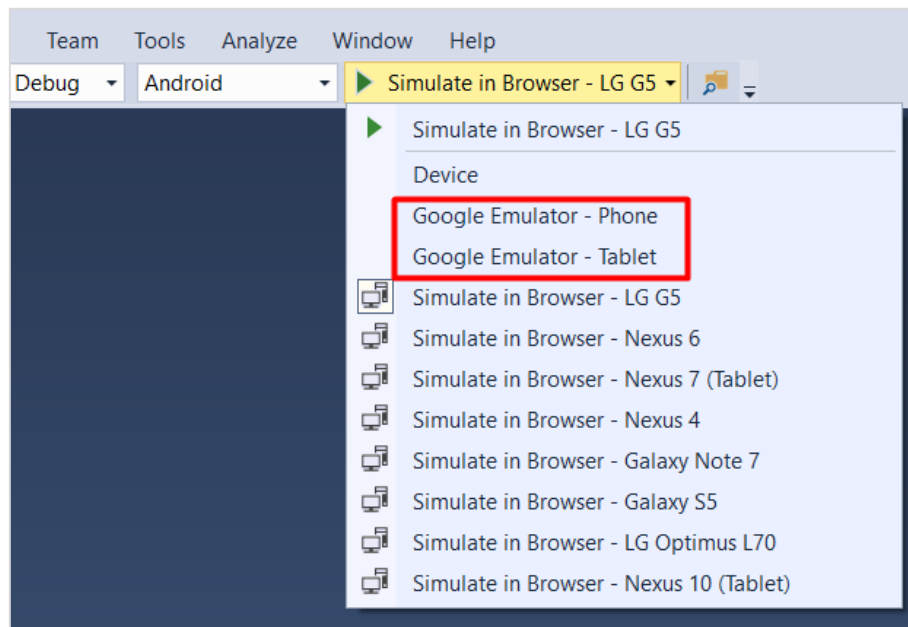 Team Tools Analyze Window Help
Debug Android Simulate in Browser - LG G5
Simulate in Browser - LG G5
Device
Google Emulator - Phone
Google Emulator - Tablet
Simulate in Browser - LG G5
Simulate in Browser - Nexus 6
Simulate in Browser - Nexus 7 (Tablet)
Simulate in Browser - Nexus 4
Simulate in Browser - Galaxy Note 7
Simulate in Browser - Galaxy S5
Simulate in Browser - LG Optimus L70
Simulate in Browser - Nexus 10 (Tablet)